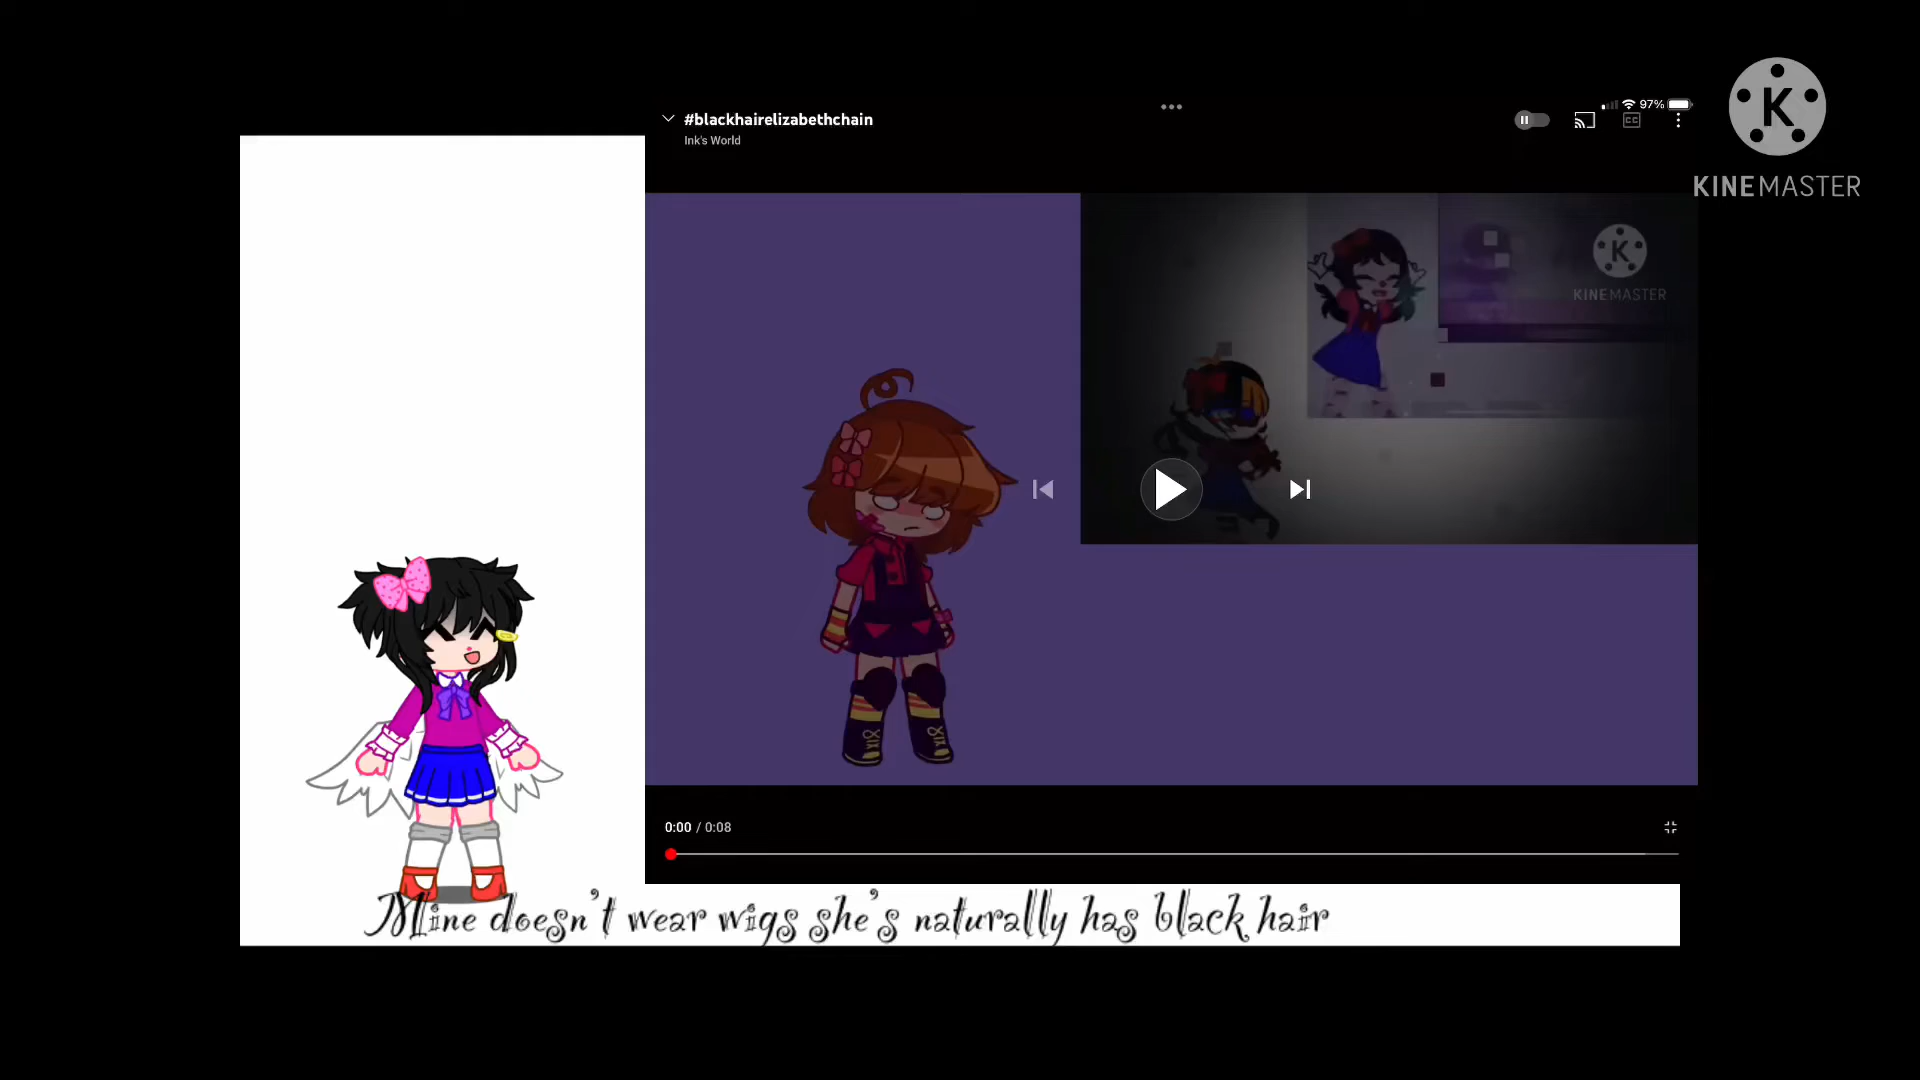 #blackhairelizabethchain
Ink's World
97%
CC
K
KINEMASTER
K
KINEMASTER
0:00 / 0:08
Mine doesn't wear wigs she's naturally has black hair